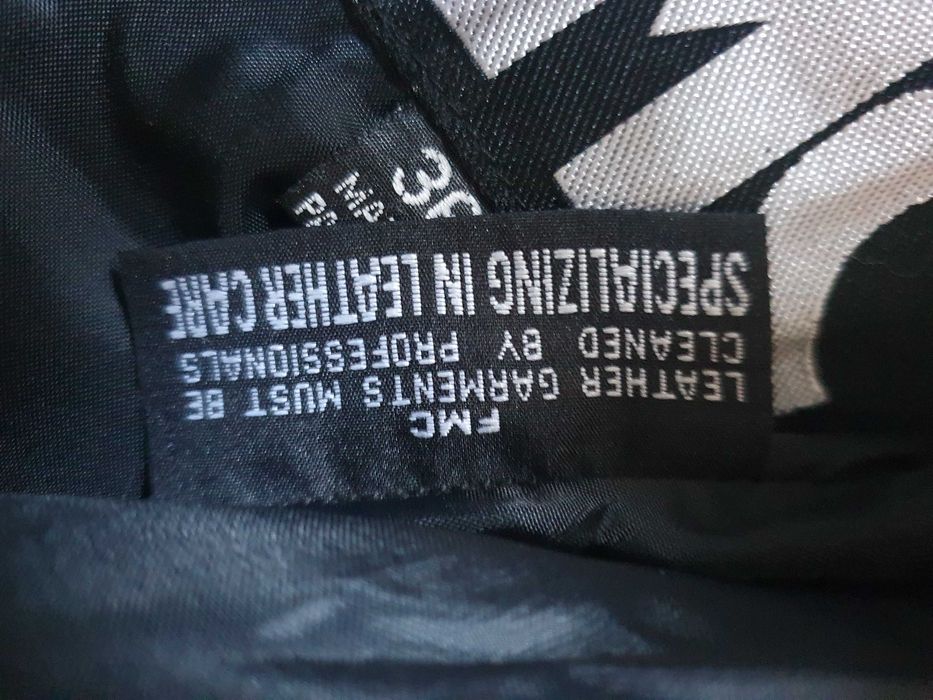 FMC
LEATHER GARMENTS MUST BE
CLEANED BY PROFESSIONALS
SPECIALIZING IN LEATHER CARE